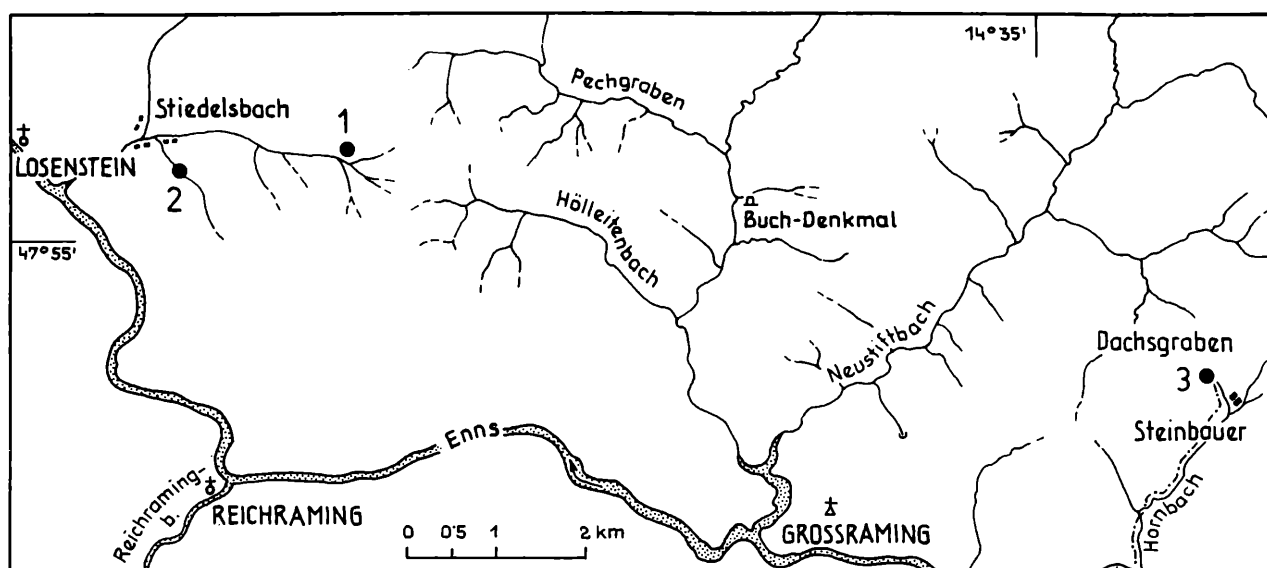 14°35'
Pechgraben
Stiedelsbach
1
LOSENSTEIN
2
Hölleitenbach
Buch-Denkmal
47°55'
Neustiftbach
Dachsgraben
3
Steinbauer
Enns
Reichraming-
b.
REICHRAMING
0 0'5 1 2 km
GROSSRAMING
Hornbach